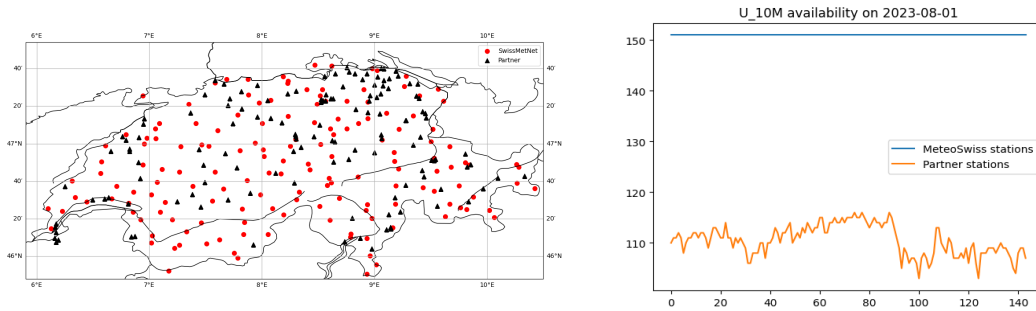 U_10M availability on 2023-08-01
6°E 7°E 8°E 9°E 10°E
SwissMetNet
Partner
40' 40'
20' 20'
47°N 47°N
40' 40'
20' 20'
46°N 46°N
6°E 7°E 8°E 9°E 10°E
150
140
130
120
110
MeteoSwiss stations
Partner stations
0 20 40 60 80 100 120 140